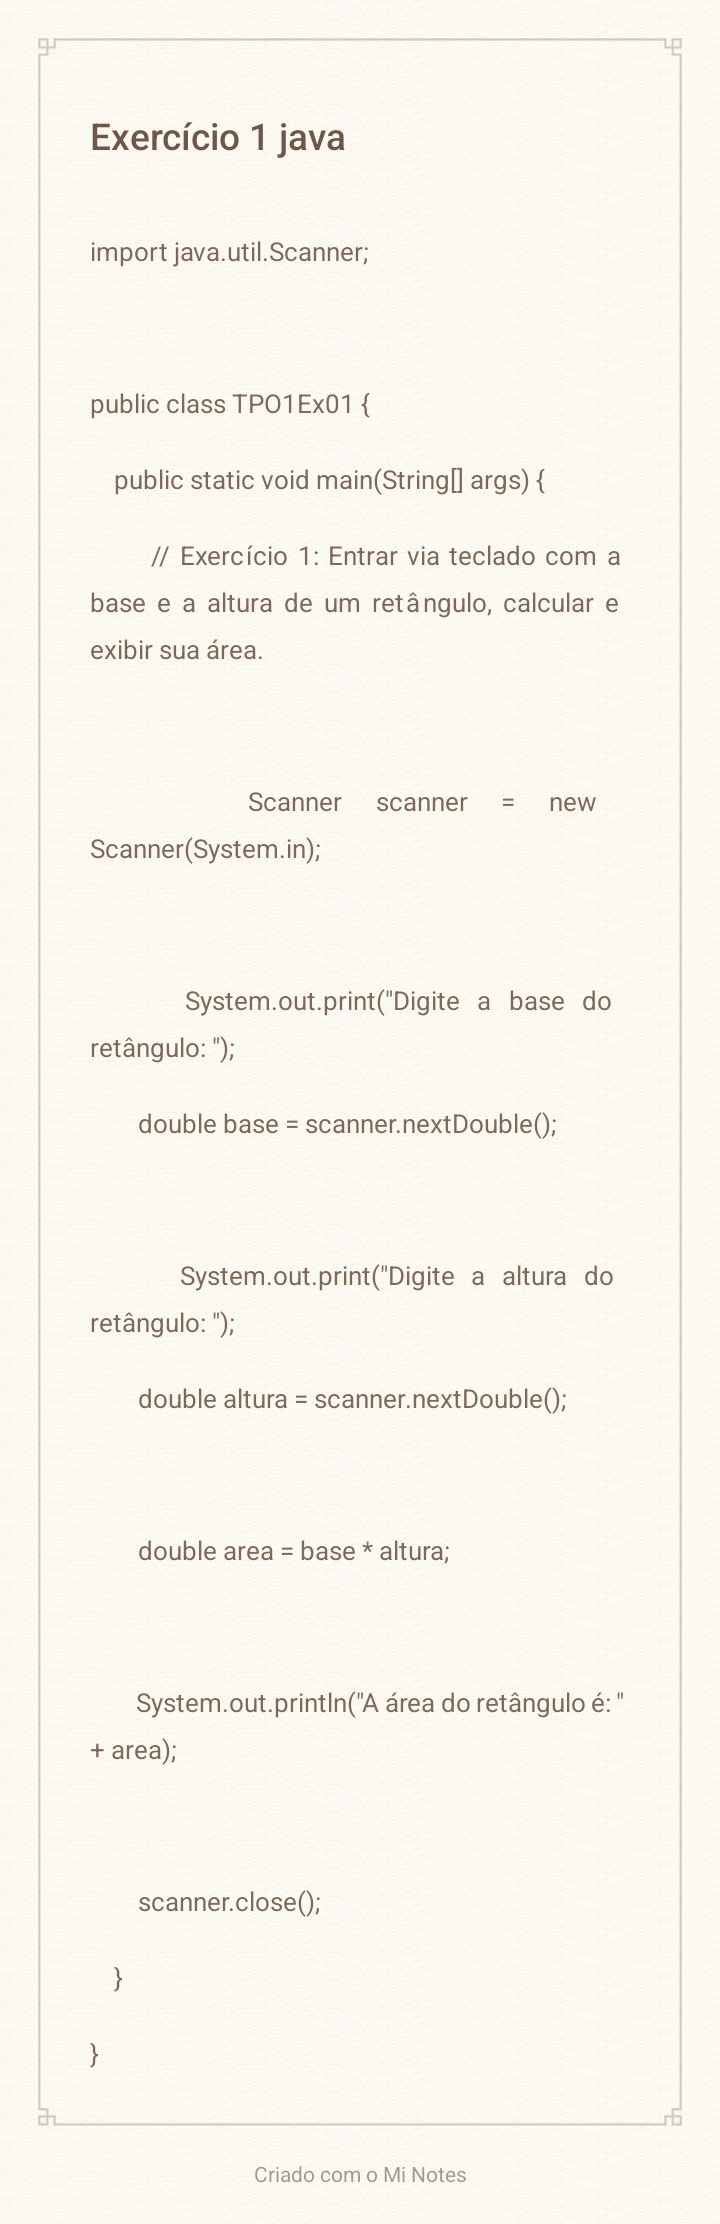 Exercício 1 java
import java.util.Scanner;
public class TPO1Ex01 {
public static void main(String[] args) {
// Exercício 1: Entrar via teclado com a
base e a altura de um retângulo, calcular e
exibir sua área.
Scanner scanner = new
Scanner(System.in);
System.out.print("Digite a base do
retângulo: ");
double base = scanner.nextDouble();
System.out.print("Digite a altura do
retângulo: ");
double altura = scanner.nextDouble();
double area = base * altura;
System.out.println("A área do retângulo é: "
+ area);
scanner.close();
}
}
Criado com o Mi Notes